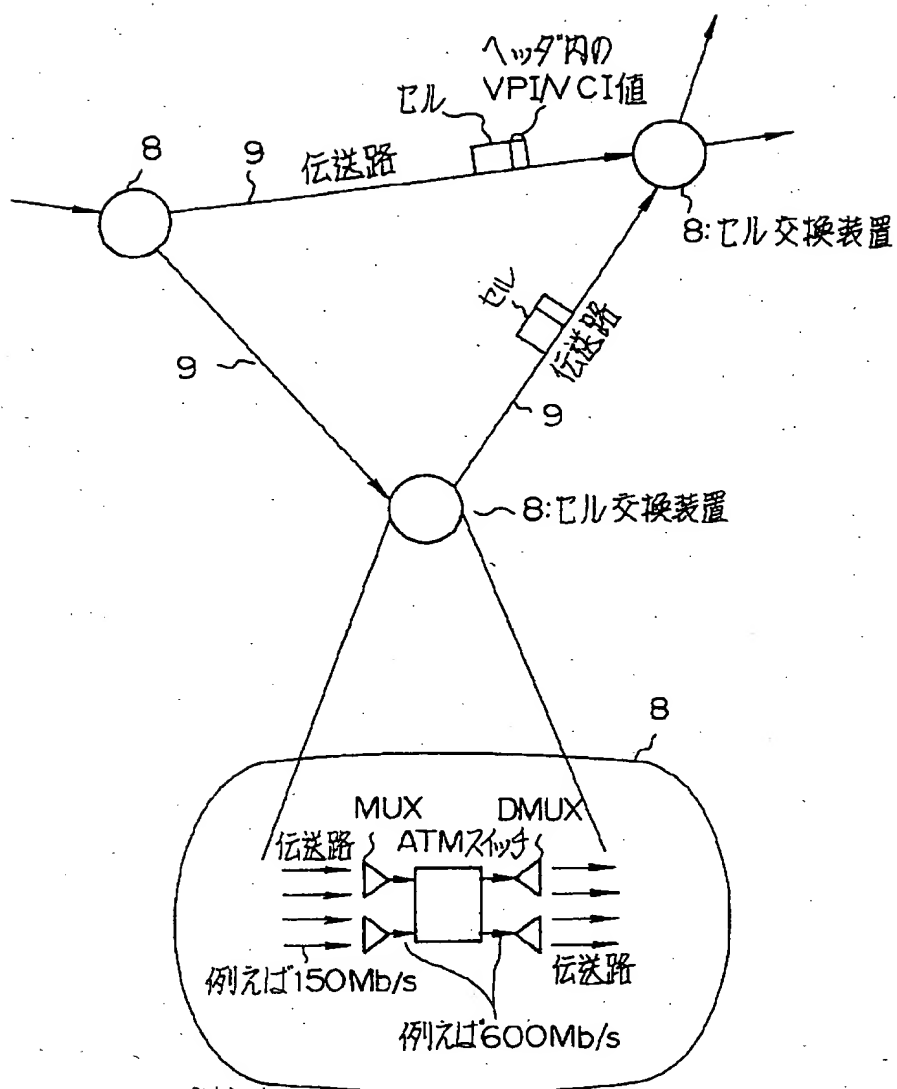 ヘッダ内の
VPI/VCI値
セル
8
9
伝送路
8:セル交換装置
セル
伝送路
9
9
8:セル交換装置
8
MUX
DMUX
伝送路
ATMスイッチ
例えば150Mb/s
伝送路
例えば600Mb/s